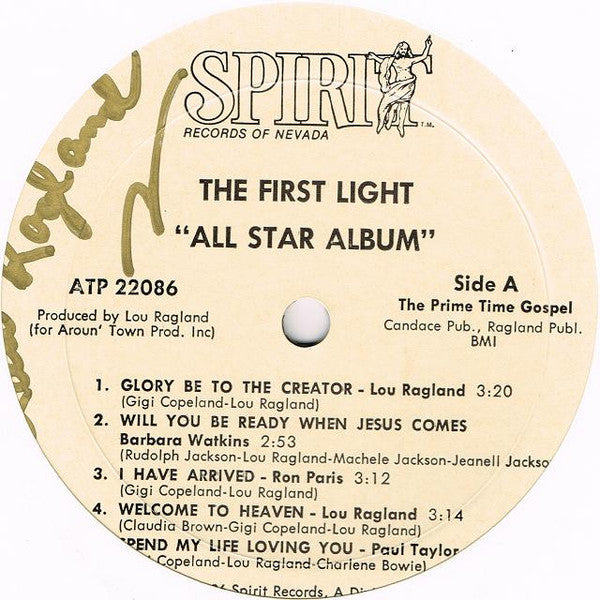 SPIRIT
T.M.
RECORDS OF NEVADA
Lou Ragland
THE FIRST LIGHT
"ALL STAR ALBUM"
ATP 22086
Side A
Produced by Lou Ragland
(for Aroun' Town Prod. Inc)
The Prime Time Gospel
Candace Pub., Ragland Publ.
BMI
1. GLORY BE TO THE CREATOR - Lou Ragland 3:20
(Gigi Copeland-Lou Ragland)
2. WILL YOU BE READY WHEN JESUS COMES
Barbara Watkins 2:53
(Rudolph Jackson-Lou Ragland-Machele Jackson-Jeanell Jackso
3. I HAVE ARRIVED - Ron Paris 3:12
(Gigi Copeland-Lou Ragland)
4. WELCOME TO HEAVEN - Lou Ragland 3:14
(Claudia Brown-Gigi Copeland-Lou Ragland)
SPEND MY LIFE LOVING YOU - Paul Taylor
Copeland-Lou Ragland-Charlene Bowie)
Spirit Records, A